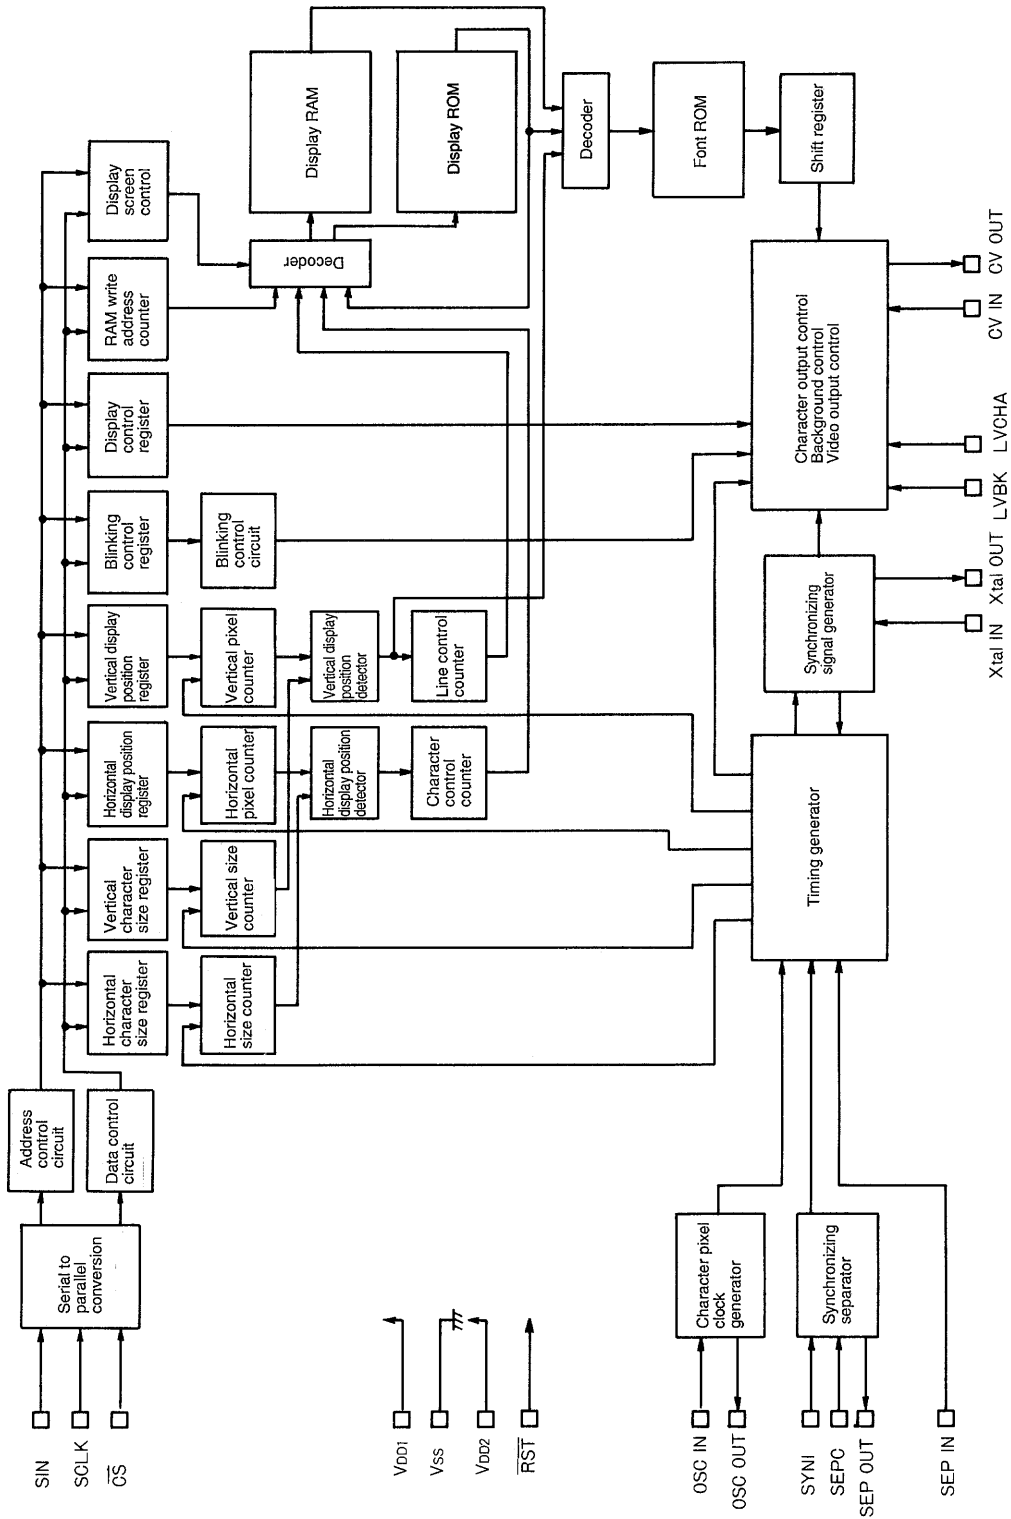 SIN
SCLK
CS
VDD1
VSS
VDD2
RST
OSC IN
OSC OUT
SYNI
SEPC
SEP OUT
SEP IN
Serial to
parallel
conversion
Address
control
circuit
Data control
circuit
Character pixel
clock
generator
Synchronizing
separator
Horizontal
character
size register
Horizontal
size counter
Vertical
character
size register
Vertical size
counter
Horizontal
display position
register
Horizontal
pixel counter
Horizontal
display position
detector
Character
control
counter
Timing generator
Vertical display
position
register
Vertical pixel
counter
Vertical display
position
detector
Line control
counter
Synchronizing
signal generator
Xtal IN
Xtal OUT
Blinking
control
register
Blinking
control
circuit
Display
control
register
Character output control
Background control
Video output control
LVBK
LVCHA
CV IN
CV OUT
RAM write
address
counter
Display
screen
control
Decoder
Display RAM
Display ROM
Decoder
Font ROM
Shift register